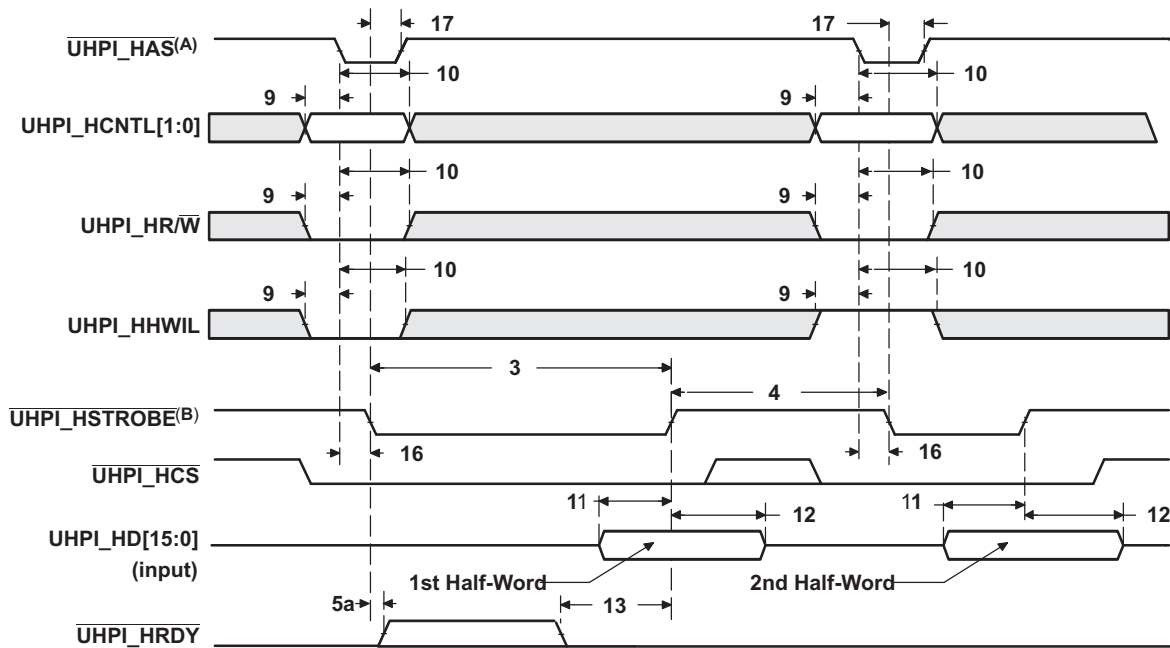 17 17
UHPI_HAS(A)
10 10
9 9
UHPI_HCNTL[1:0]
10 10
9 9
UHPI_HR/W
10 10
9 9
UHPI_HHWIL
3
4
UHPI_HSTROBE(B)
16 16
UHPI_HCS
11 11
12 12
UHPI_HD[15:0]
(input)
1st Half-Word 2nd Half-Word
5a 13
UHPI_HRDY